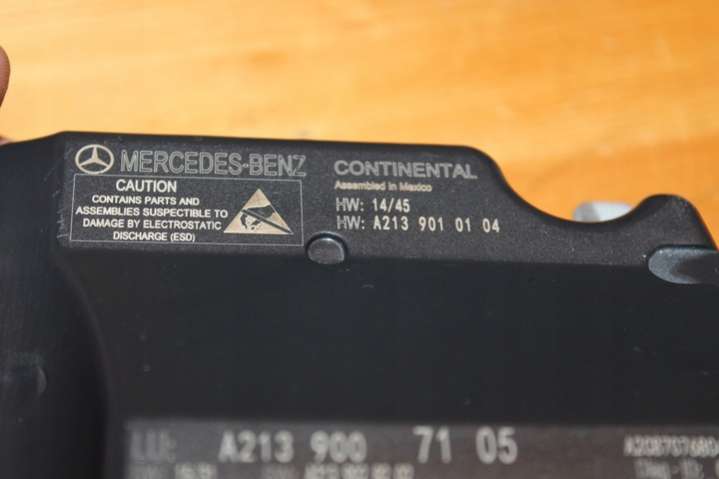 MERCEDES-BENZ
CAUTION
CONTAINS PARTS AND
ASSEMBLIES SUSPECTIBLE TO
DAMAGE BY ELECTROSTATIC
DISCHARGE (ESD)
CONTINENTAL
Assembled in Mexico
HW: 14/45
HW: A213 901 01 04
LU: A213 900 71 05